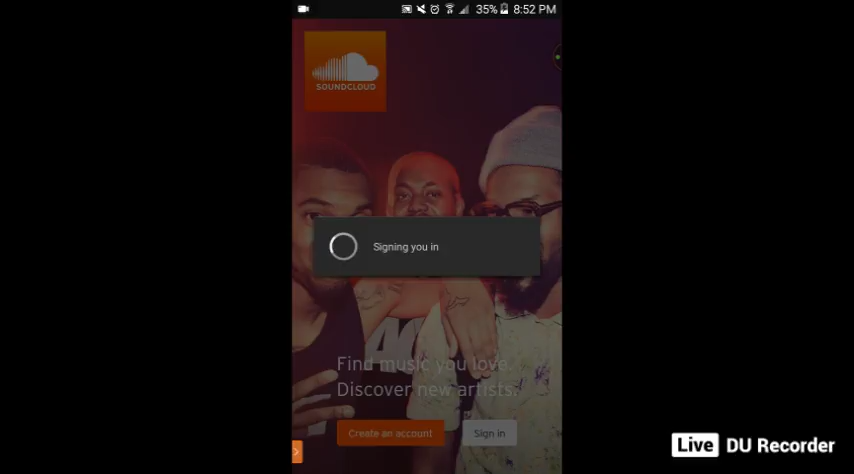 35% 8:52 PM
SOUNDCLOUD
Signing you in
Find music you love.
Discover new artists.
Create an account
Sign in
Live DU Recorder